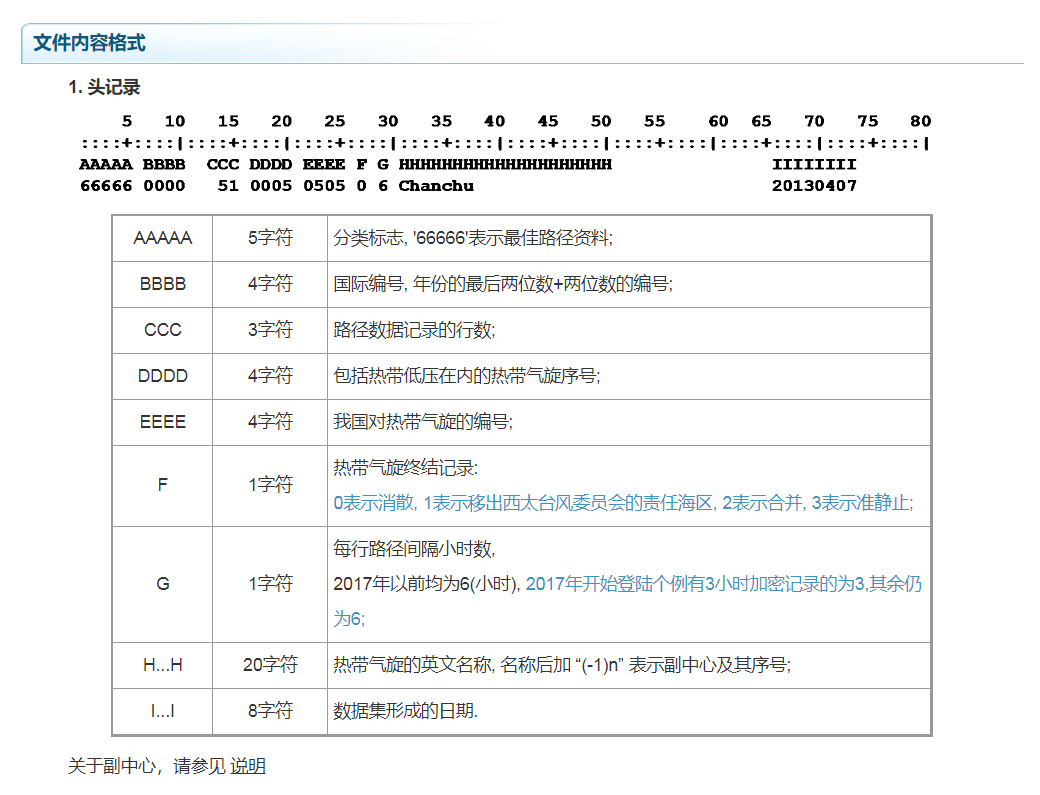 文件内容格式
1. 头记录
5 10 15 20 25 30 35 40 45 50 55 60 65 70 75 80
::::+::::|::::+::::|::::+::::|::::+::::|::::+::::|::::+::::|::::+::::|::::+::::|
AAAAA BBBB  CCC DDDD EEEE F G HHHHHHHHHHHHHHHHHHHH               IIIIIIII
66666 0000   51 0005 0505 0 6 Chanchu                            20130407
AAAAA 5字符 分类标志, '66666'表示最佳路径资料;
BBBB 4字符 国际编号, 年份的最后两位数+两位数的编号;
CCC 3字符 路径数据记录的行数;
DDDD 4字符 包括热带低压在内的热带气旋序号;
EEEE 4字符 我国对热带气旋的编号;
F 1字符 热带气旋终结记录:
0表示消散, 1表示移出西太台风委员会的责任海区, 2表示合并, 3表示准静止;
G 1字符 每行路径间隔小时数,
2017年以前均为6(小时), 2017年开始登陆个例有3小时加密记录的为3,其余仍
为6;
H...H 20字符 热带气旋的英文名称, 名称后加 “(-1)n” 表示副中心及其序号;
I...I 8字符 数据集形成的日期.
关于副中心，请参见 说明